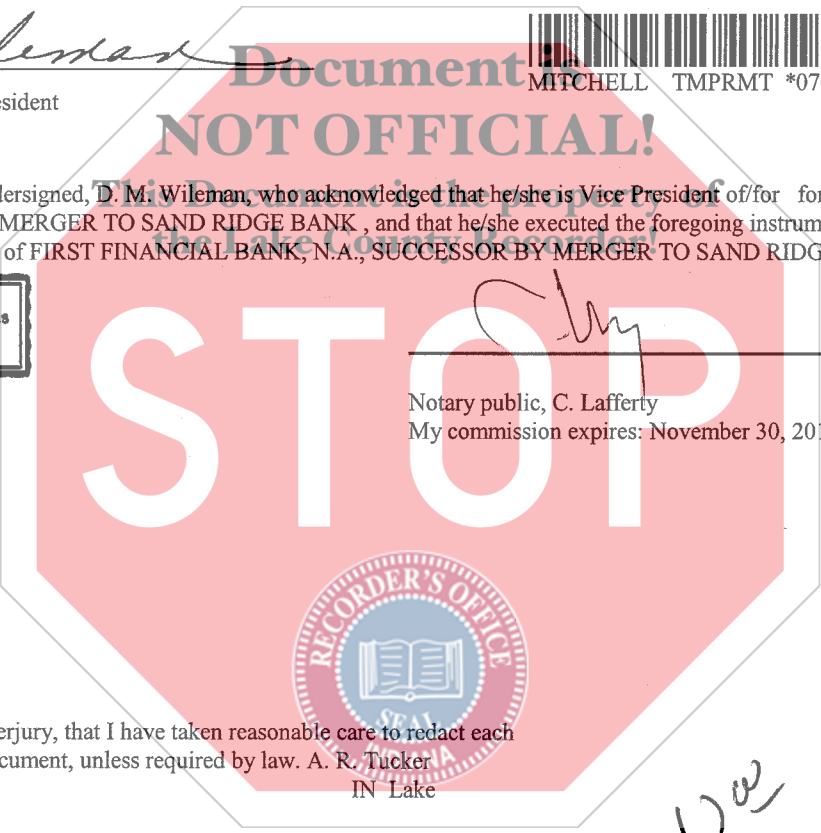 Document is
MITCHELL TMPRMT *07
esident
NOT OFFICIAL!
dersigned, D. M. Wileman, who acknowledged that he/she is Vice President of/for for
This Document is the property of
MERGER TO SAND RIDGE BANK , and that he/she executed the foregoing instrum
the Lake County Recorder!
of FIRST FINANCIAL BANK, N.A., SUCCESSOR BY MERGER TO SAND RIDG
STOP
Notary public, C. Lafferty
My commission expires: November 30, 201
RECORDER'S OFFICE
SEAL
INDIANA
erjury, that I have taken reasonable care to redact each
cument, unless required by law. A. R. Tucker
IN Lake